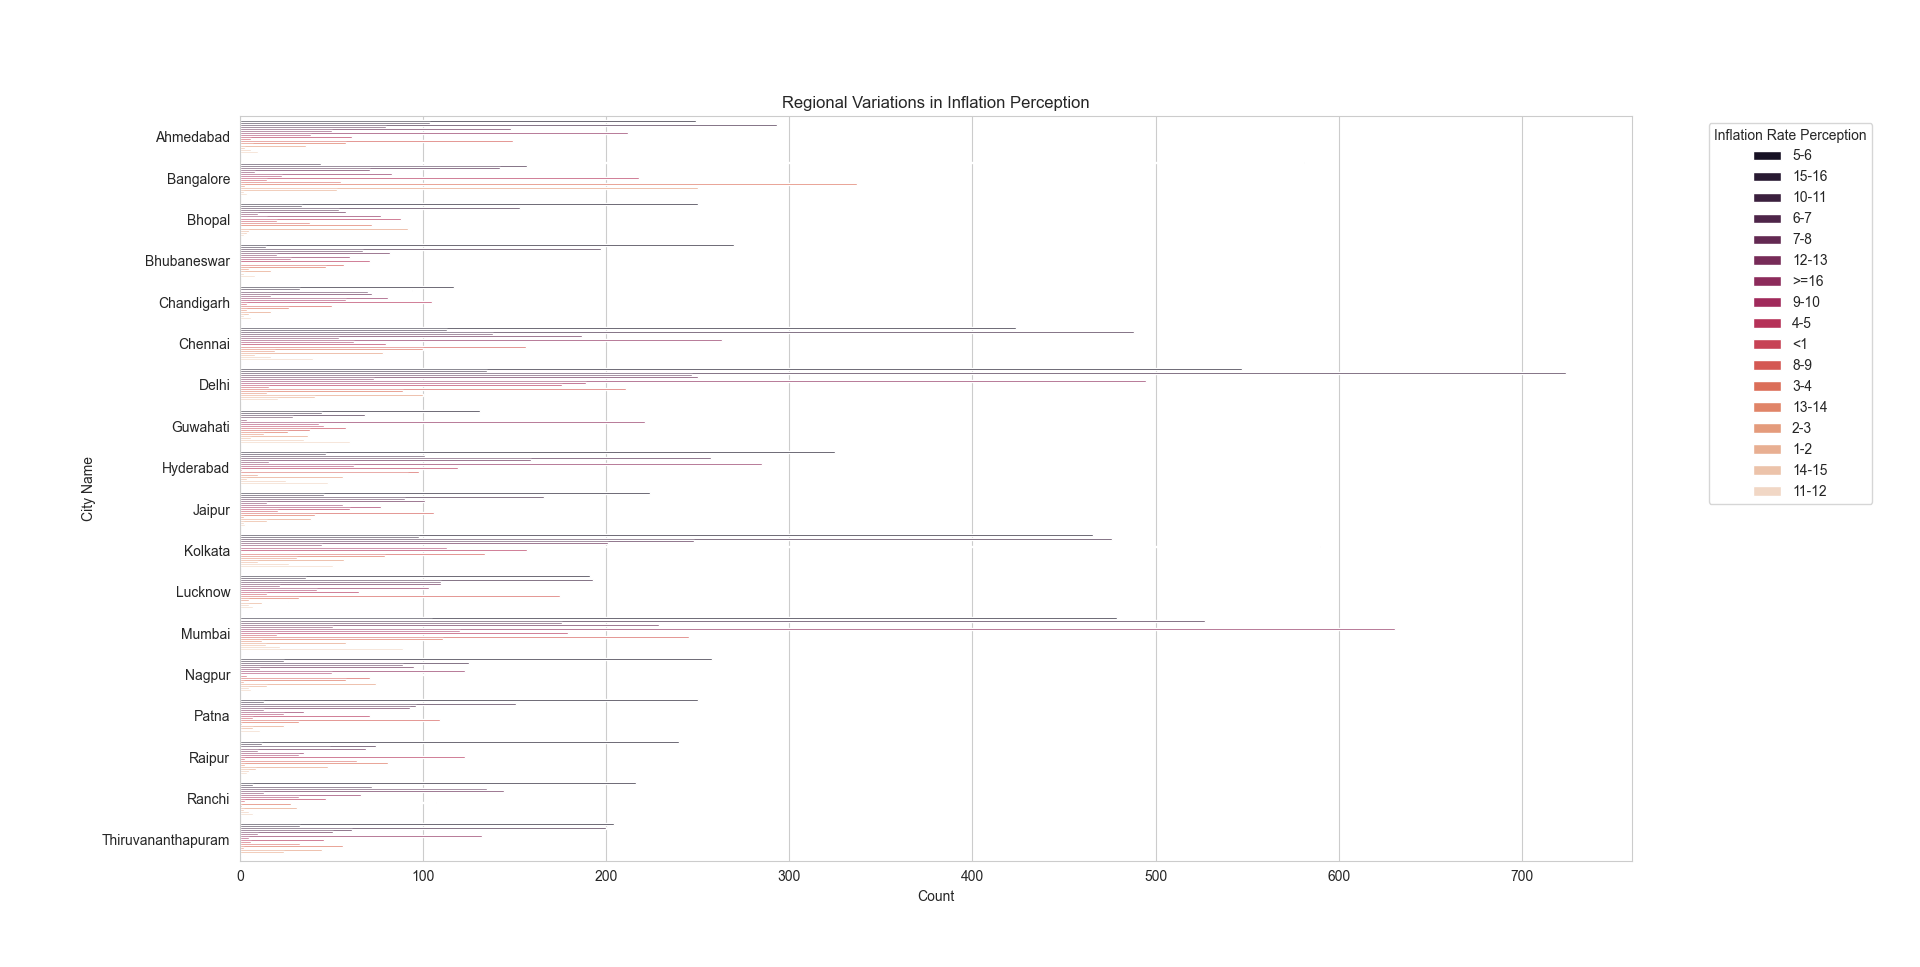 Regional Variations in Inflation Perception
City Name
Ahmedabad
Bangalore
Bhopal
Bhubaneswar
Chandigarh
Chennai
Delhi
Guwahati
Hyderabad
Jaipur
Kolkata
Lucknow
Mumbai
Nagpur
Patna
Raipur
Ranchi
Thiruvananthapuram
0 100 200 300 400 500 600 700
Count
Inflation Rate Perception
5-6
15-16
10-11
6-7
7-8
12-13
>=16
9-10
4-5
<1
8-9
3-4
13-14
2-3
1-2
14-15
11-12